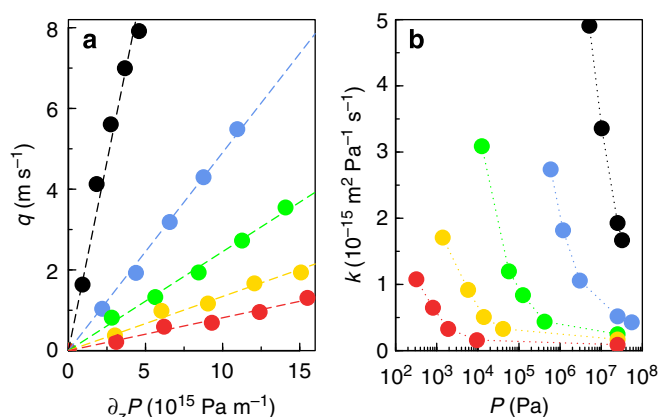 a
8
6
4
2
0
q (m s⁻¹)
0 5 10 15
∂zP (10¹⁵ Pa m⁻¹)
b
5
4
3
2
1
0
k (10⁻¹⁵ m² Pa⁻¹ s⁻¹)
10² 10³ 10⁴ 10⁵ 10⁶ 10⁷ 10⁸
P (Pa)